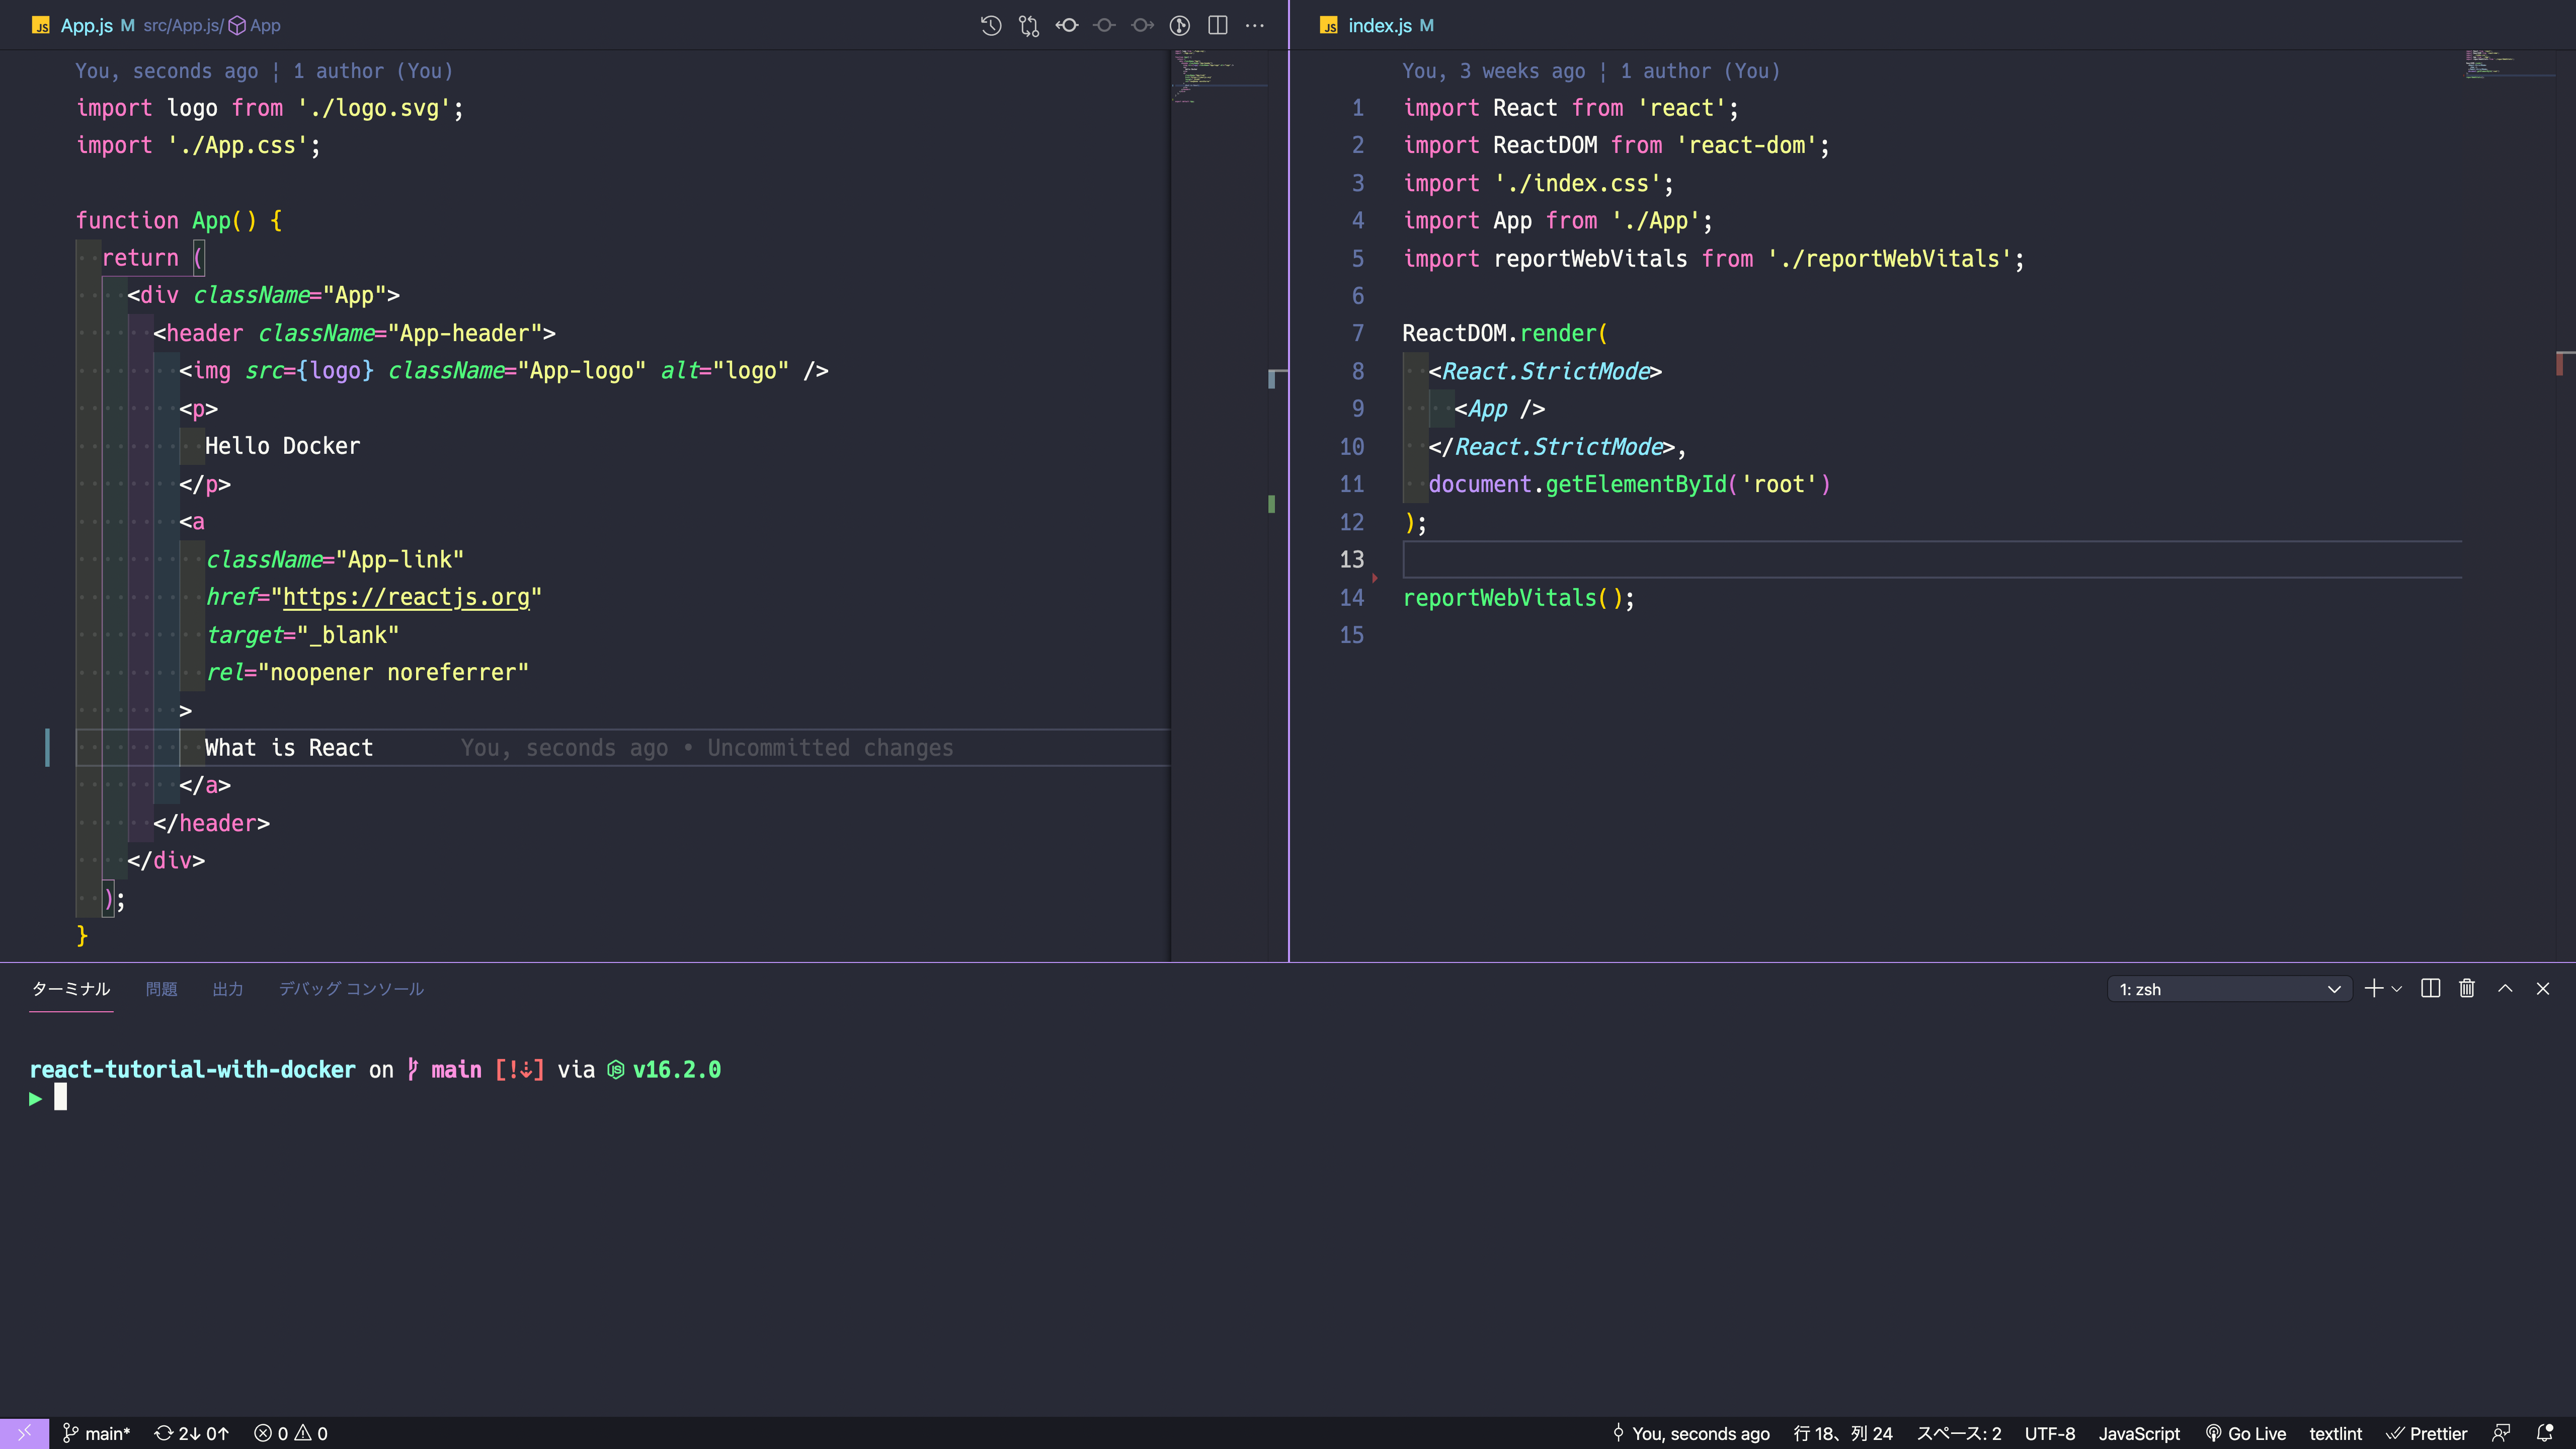 App.js M src/App.js/ App
You, seconds ago ¦ 1 author (You)
import logo from './logo.svg';
import './App.css';
function App() {
return (
<div className="App">
<header className="App-header">
<img src={logo} className="App-logo" alt="logo" />
<p>
Hello Docker
</p>
<a
className="App-link"
href="https://reactjs.org"
target="_blank"
rel="noopener noreferrer"
>
What is React You, seconds ago • Uncommitted changes
</a>
</header>
</div>
);
}
index.js M
You, 3 weeks ago ¦ 1 author (You)
1 import React from 'react';
2 import ReactDOM from 'react-dom';
3 import './index.css';
4 import App from './App';
5 import reportWebVitals from './reportWebVitals';
6
7 ReactDOM.render(
8 <React.StrictMode>
9 <App />
10 </React.StrictMode>,
11 document.getElementById('root')
12 );
13
14 reportWebVitals();
15
ターミナル 問題 出力 デバッグ コンソール 1: zsh
react-tutorial-with-docker on main [!⇣] via v16.2.0
main* 2↓ 0↑ 0 0 You, seconds ago 行 18、列 24 スペース: 2 UTF-8 JavaScript Go Live textlint Prettier